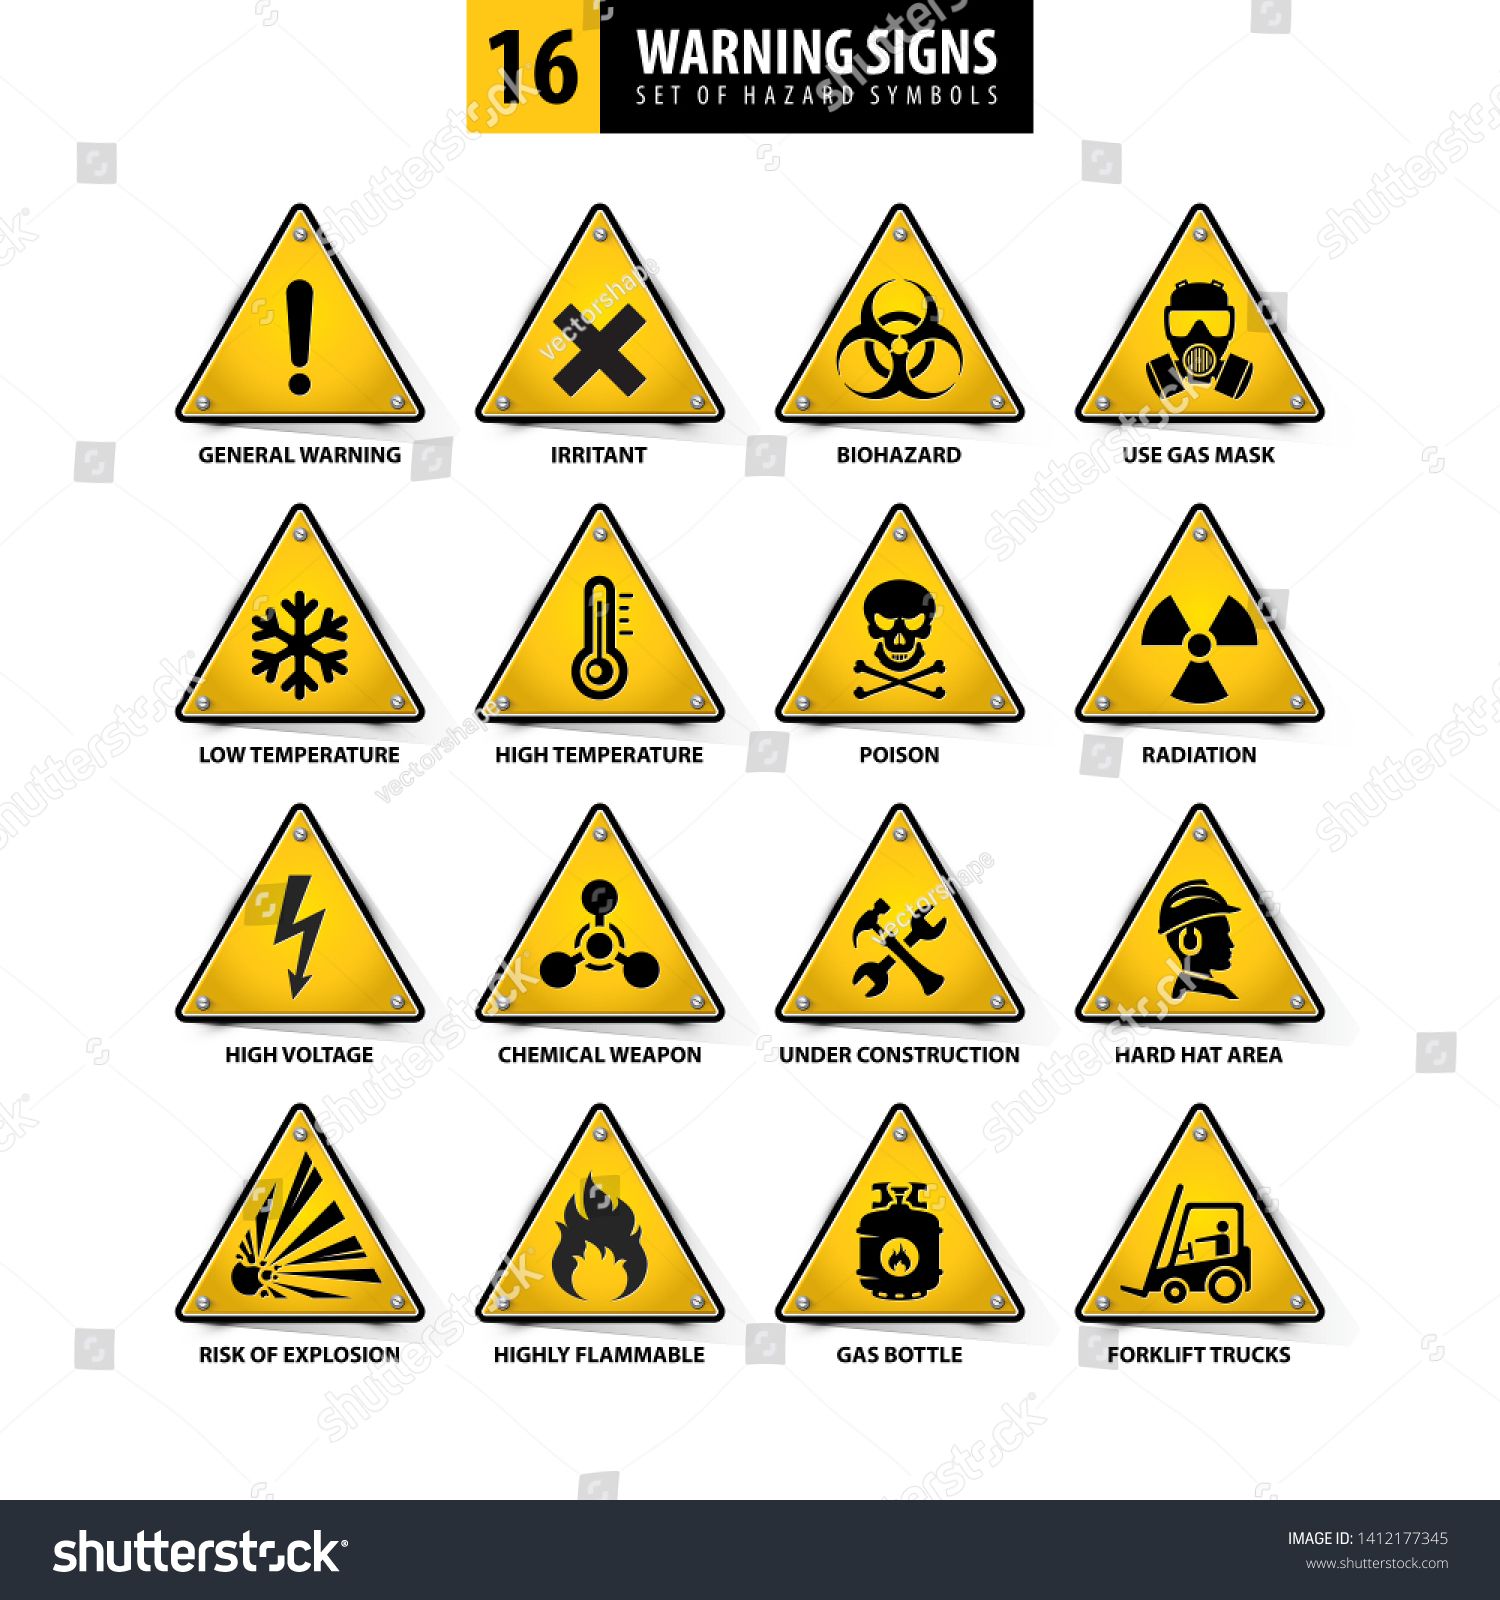 16
WARNING SIGNS
SET OF HAZARD SYMBOLS
GENERAL WARNING
IRRITANT
BIOHAZARD
USE GAS MASK
LOW TEMPERATURE
HIGH TEMPERATURE
POISON
RADIATION
HIGH VOLTAGE
CHEMICAL WEAPON
UNDER CONSTRUCTION
HARD HAT AREA
RISK OF EXPLOSION
HIGHLY FLAMMABLE
GAS BOTTLE
FORKLIFT TRUCKS
shutterstock
vectorshape
shutterstock
IMAGE ID: 1412177345
www.shutterstock.com